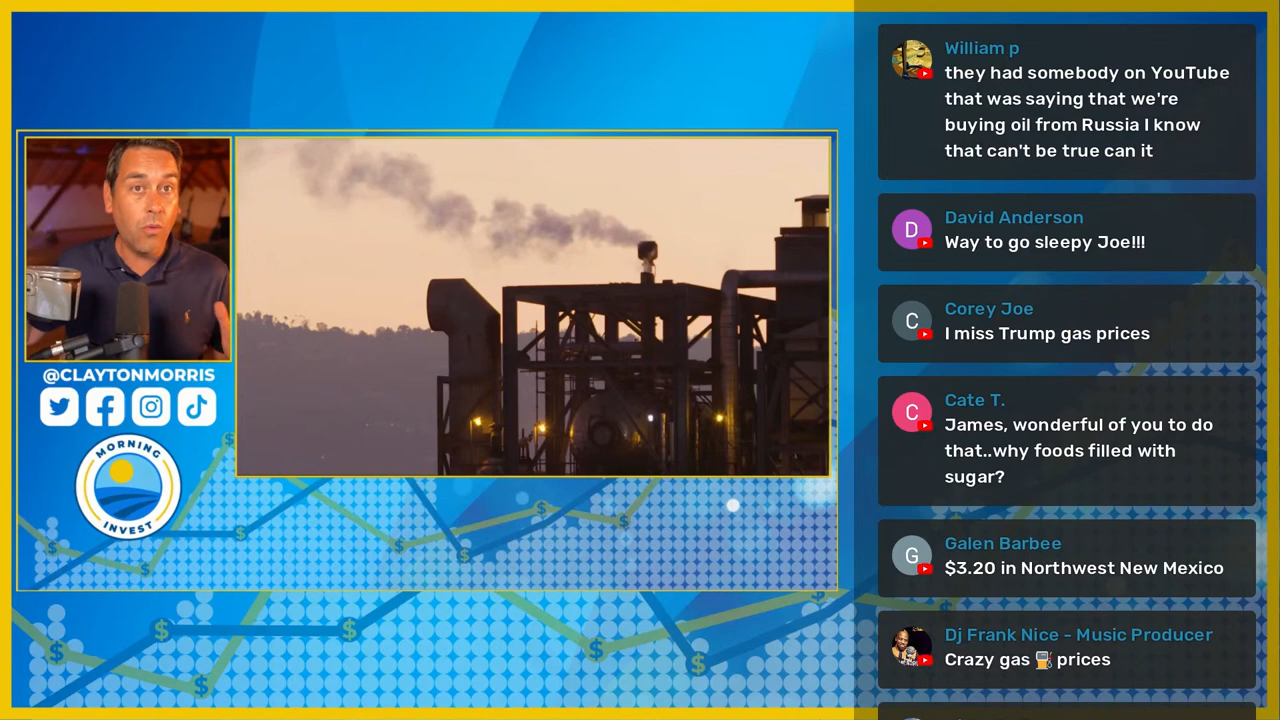 @CLAYTONMORRIS
MORNING
INVEST
William p
they had somebody on YouTube
that was saying that we're
buying oil from Russia I know
that can't be true can it
D
David Anderson
Way to go sleepy Joe!!!
C
Corey Joe
I miss Trump gas prices
C
Cate T.
James, wonderful of you to do
that..why foods filled with
sugar?
G
Galen Barbee
$3.20 in Northwest New Mexico
Dj Frank Nice - Music Producer
Crazy gas ⛽ prices